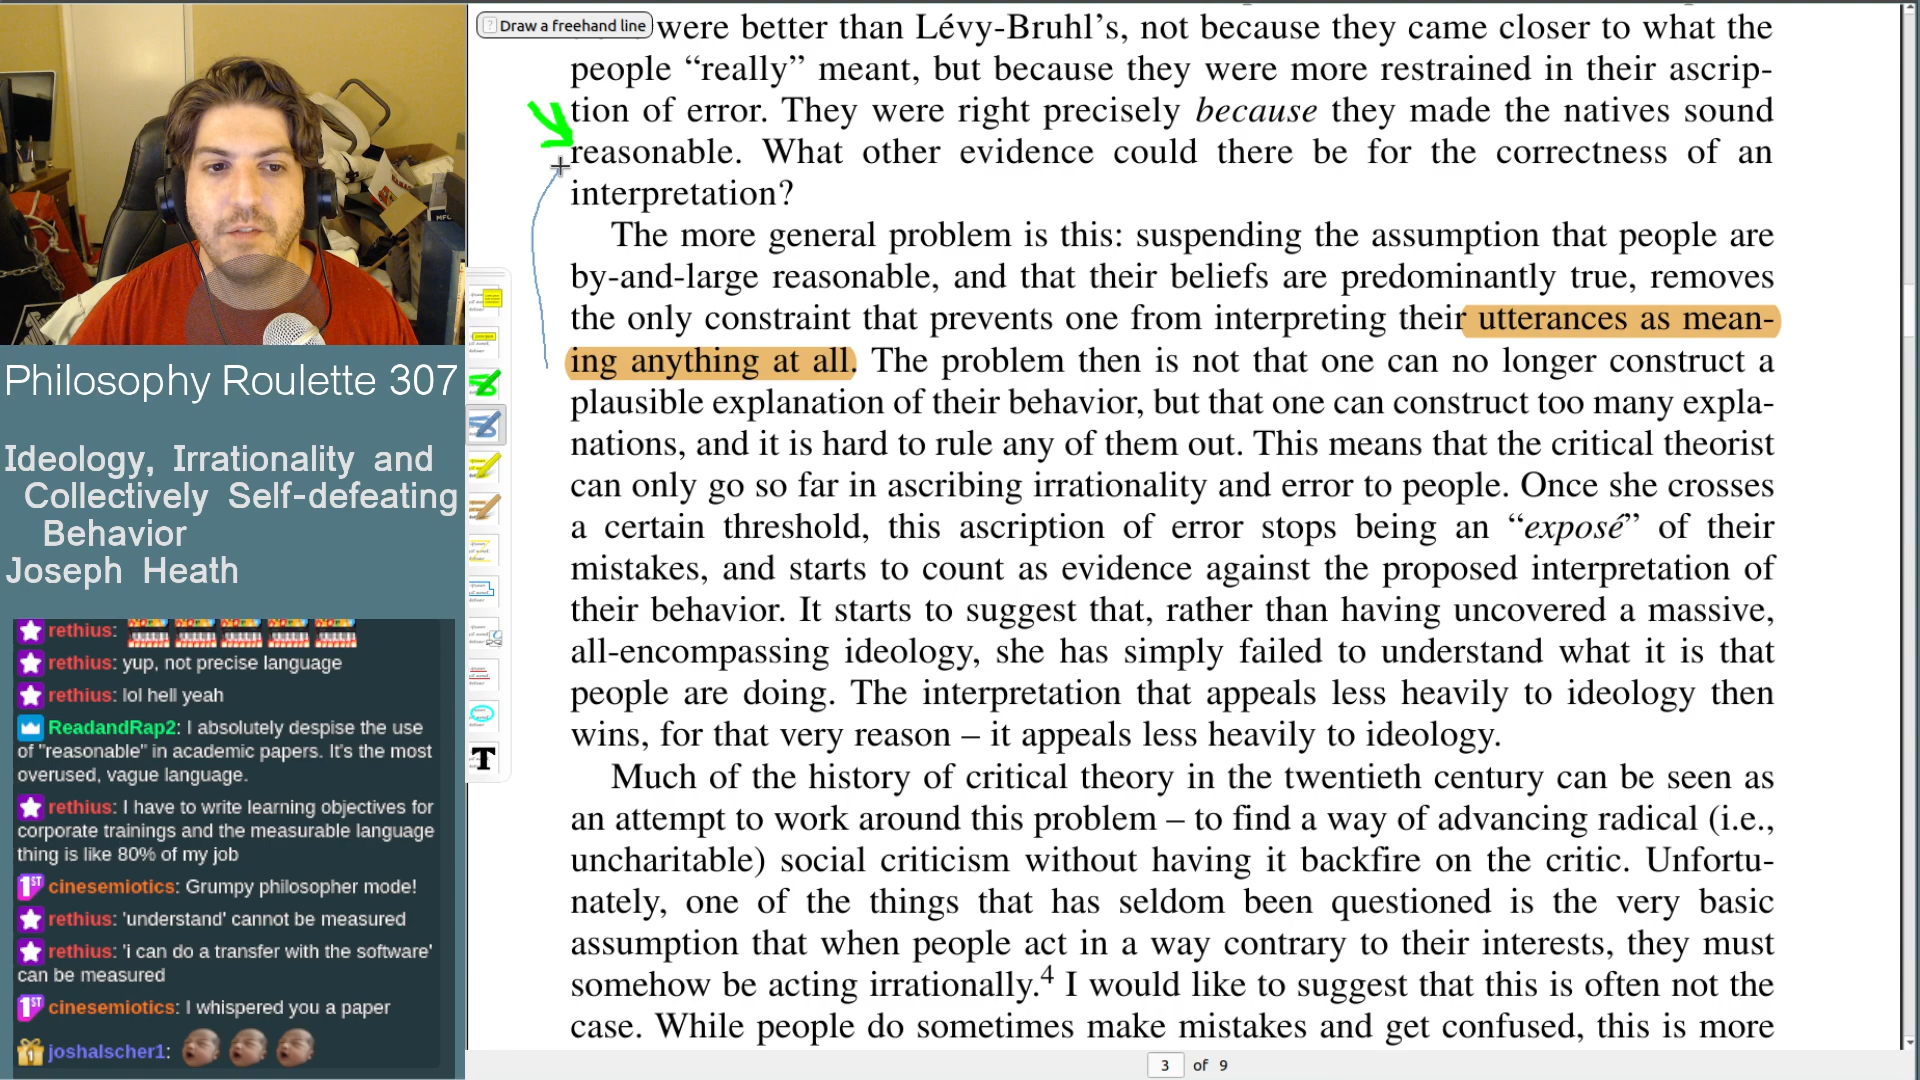 Draw a freehand line
were better than Lévy-Bruhl's, not because they came closer to what the
people “really” meant, but because they were more restrained in their ascrip-
tion of error. They were right precisely because they made the natives sound
reasonable. What other evidence could there be for the correctness of an
interpretation?
The more general problem is this: suspending the assumption that people are
by-and-large reasonable, and that their beliefs are predominantly true, removes
the only constraint that prevents one from interpreting their utterances as mean-
ing anything at all. The problem then is not that one can no longer construct a
plausible explanation of their behavior, but that one can construct too many expla-
nations, and it is hard to rule any of them out. This means that the critical theorist
can only go so far in ascribing irrationality and error to people. Once she crosses
a certain threshold, this ascription of error stops being an “exposé” of their
mistakes, and starts to count as evidence against the proposed interpretation of
their behavior. It starts to suggest that, rather than having uncovered a massive,
all-encompassing ideology, she has simply failed to understand what it is that
people are doing. The interpretation that appeals less heavily to ideology then
wins, for that very reason – it appeals less heavily to ideology.
Much of the history of critical theory in the twentieth century can be seen as
an attempt to work around this problem – to find a way of advancing radical (i.e.,
uncharitable) social criticism without having it backfire on the critic. Unfortu-
nately, one of the things that has seldom been questioned is the very basic
assumption that when people act in a way contrary to their interests, they must
somehow be acting irrationally.4 I would like to suggest that this is often not the
case. While people do sometimes make mistakes and get confused, this is more
T
3 of 9
Philosophy Roulette 307
Ideology, Irrationality and
Collectively Self-defeating
Behavior
Joseph Heath
rethius:
rethius: yup, not precise language
rethius: lol hell yeah
ReadandRap2: I absolutely despise the use
of "reasonable" in academic papers. It's the most
overused, vague language.
rethius: I have to write learning objectives for
corporate trainings and the measurable language
thing is like 80% of my job
1ST cinesemiotics: Grumpy philosopher mode!
rethius: 'understand' cannot be measured
rethius: 'i can do a transfer with the software'
can be measured
1ST cinesemiotics: I whispered you a paper
1 joshalscher1: